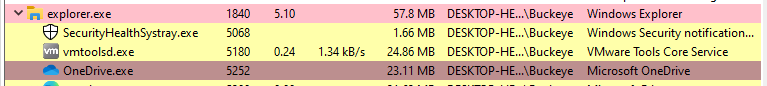 explorer.exe 1840 5.10 57.8 MB DESKTOP-HE...\Buckeye Windows Explorer
SecurityHealthSystray.exe 5068 1.66 MB DESKTOP-HE...\Buckeye Windows Security notification...
vm vmtoolsd.exe 5180 0.24 1.34 kB/s 24.86 MB DESKTOP-HE...\Buckeye VMware Tools Core Service
OneDrive.exe 5252 23.11 MB DESKTOP-HE...\Buckeye Microsoft OneDrive